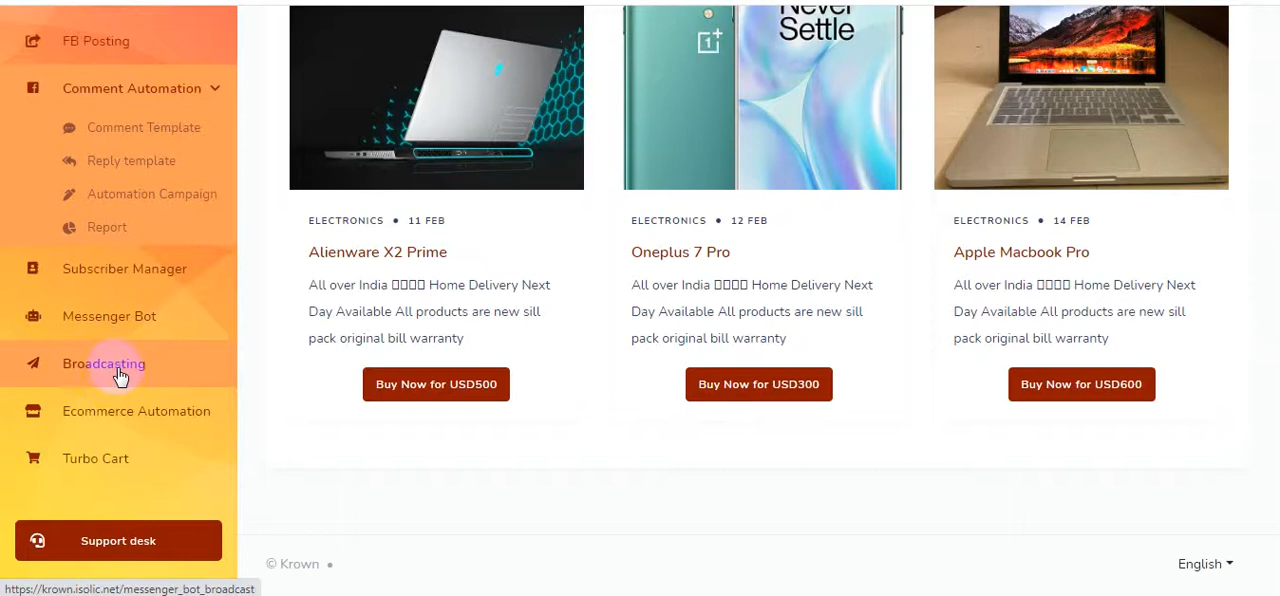 FB Posting
Comment Automation
Comment Template
Reply template
Automation Campaign
Report
Subscriber Manager
Messenger Bot
Broadcasting
Ecommerce Automation
Turbo Cart
Support desk
https://krown.isolic.net/messenger_bot_broadcast
ELECTRONICS • 11 FEB
Alienware X2 Prime
All over India □□□□ Home Delivery Next
Day Available All products are new sill
pack original bill warranty
Buy Now for USD500
Never
Settle
1+
ELECTRONICS • 12 FEB
Oneplus 7 Pro
All over India □□□□ Home Delivery Next
Day Available All products are new sill
pack original bill warranty
Buy Now for USD300
ELECTRONICS • 14 FEB
Apple Macbook Pro
All over India □□□□ Home Delivery Next
Day Available All products are new sill
pack original bill warranty
Buy Now for USD600
© Krown •
English